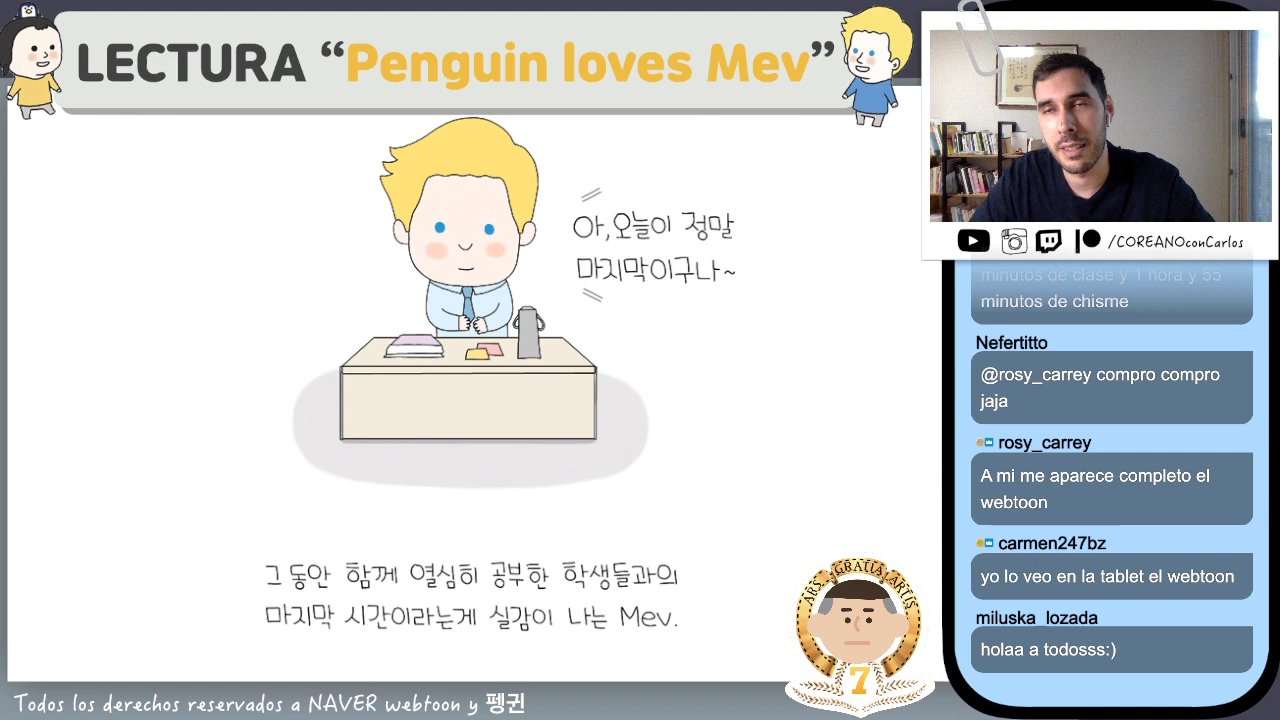 LECTURA “Penguin loves Mev”
아,오늘이 정말
마지막이구나~
그동안 함께 열심히 공부한 학생들과의
마지막 시간이라는게 실감이 나는 Mev.
ARS GRATIA ARTIS
7
Todos los derechos reservados a NAVER webtoon y 펭귄
/COREANOconCarlos
minutos de clase y 1 hora y 55
minutos de chisme
Nefertitto
@rosy_carrey compro compro
jaja
rosy_carrey
A mi me aparece completo el
webtoon
carmen247bz
yo lo veo en la tablet el webtoon
miluska_lozada
holaa a todosss:)